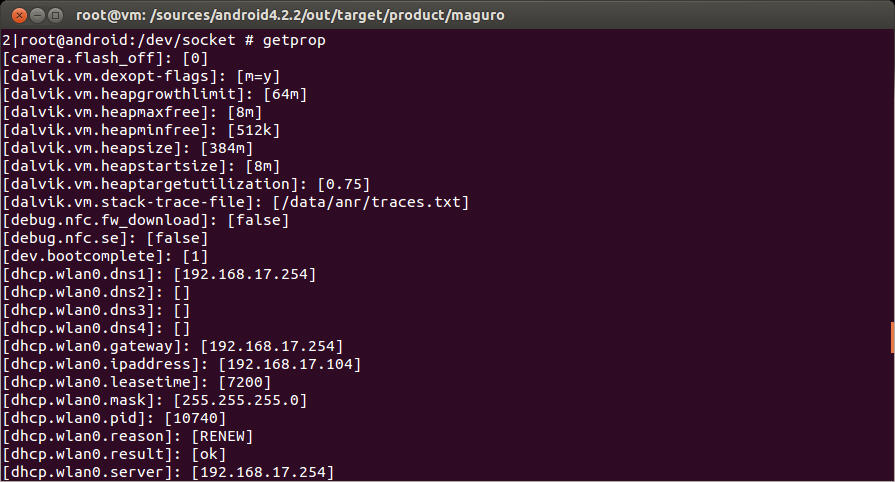 root@vm: /sources/android4.2.2/out/target/product/maguro
2|root@android:/dev/socket # getprop
[camera.flash_off]: [0]
[dalvik.vm.dexopt-flags]: [m=y]
[dalvik.vm.heapgrowthlimit]: [64m]
[dalvik.vm.heapmaxfree]: [8m]
[dalvik.vm.heapminfree]: [512k]
[dalvik.vm.heapsize]: [384m]
[dalvik.vm.heapstartsize]: [8m]
[dalvik.vm.heaptargetutilization]: [0.75]
[dalvik.vm.stack-trace-file]: [/data/anr/traces.txt]
[debug.nfc.fw_download]: [false]
[debug.nfc.se]: [false]
[dev.bootcomplete]: [1]
[dhcp.wlan0.dns1]: [192.168.17.254]
[dhcp.wlan0.dns2]: []
[dhcp.wlan0.dns3]: []
[dhcp.wlan0.dns4]: []
[dhcp.wlan0.gateway]: [192.168.17.254]
[dhcp.wlan0.ipaddress]: [192.168.17.104]
[dhcp.wlan0.leasetime]: [7200]
[dhcp.wlan0.mask]: [255.255.255.0]
[dhcp.wlan0.pid]: [10740]
[dhcp.wlan0.reason]: [RENEW]
[dhcp.wlan0.result]: [ok]
[dhcp.wlan0.server]: [192.168.17.254]